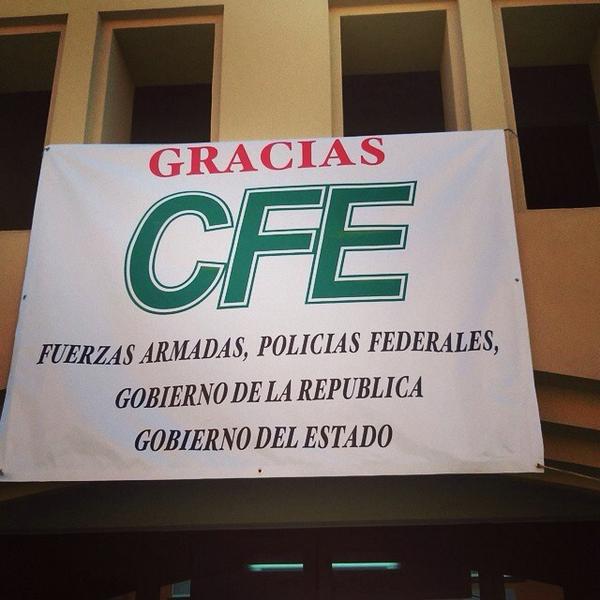 GRACIAS
CFE
FUERZAS ARMADAS, POLICIAS FEDERALES,
GOBIERNO DE LA REPUBLICA
GOBIERNO DEL ESTADO